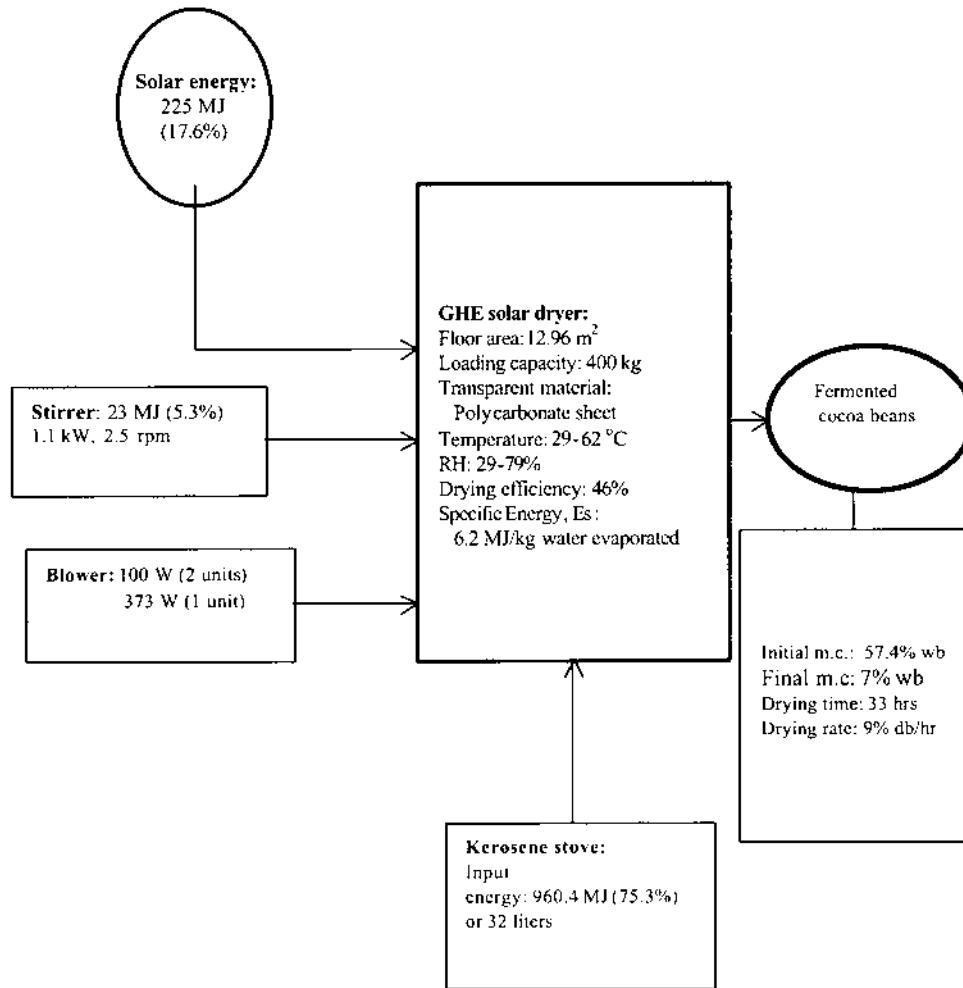 Solar energy:
225 MJ
(17.6%)
GHE solar dryer:
Floor area: 12.96 m²
Loading capacity: 400 kg
Transparent material:
Polycarbonate sheet
Temperature: 29-62 °C
RH: 29-79%
Drying efficiency: 46%
Specific Energy, Es :
6.2 MJ/kg water evaporated
Stirrer: 23 MJ (5.3%)
1.1 kW, 2.5 rpm
Blower: 100 W (2 units)
373 W (1 unit)
Fermented
cocoa beans
Initial m.c.: 57.4% wb
Final m.c: 7% wb
Drying time: 33 hrs
Drying rate: 9% db/hr
Kerosene stove:
Input
energy: 960.4 MJ (75.3%)
or 32 liters